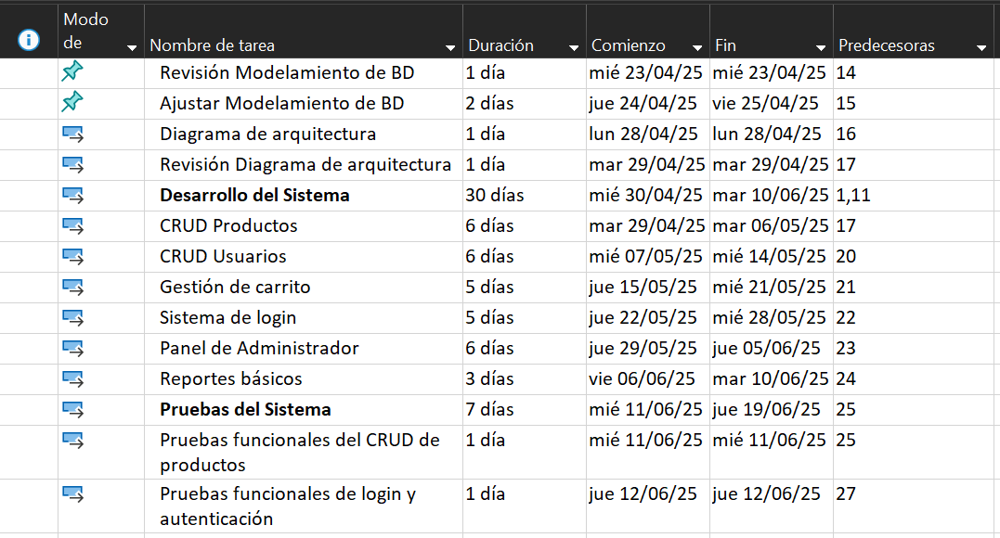 Modo de Nombre de tarea Duración Comienzo Fin Predecesoras
Revisión Modelamiento de BD 1 día mié 23/04/25 mié 23/04/25 14
Ajustar Modelamiento de BD 2 días jue 24/04/25 vie 25/04/25 15
Diagrama de arquitectura 1 día lun 28/04/25 lun 28/04/25 16
Revisión Diagrama de arquitectura 1 día mar 29/04/25 mar 29/04/25 17
Desarrollo del Sistema 30 días mié 30/04/25 mar 10/06/25 1,11
CRUD Productos 6 días mar 29/04/25 mar 06/05/25 17
CRUD Usuarios 6 días mié 07/05/25 mié 14/05/25 20
Gestión de carrito 5 días jue 15/05/25 mié 21/05/25 21
Sistema de login 5 días jue 22/05/25 mié 28/05/25 22
Panel de Administrador 6 días jue 29/05/25 jue 05/06/25 23
Reportes básicos 3 días vie 06/06/25 mar 10/06/25 24
Pruebas del Sistema 7 días mié 11/06/25 jue 19/06/25 25
Pruebas funcionales del CRUD de 1 día mié 11/06/25 mié 11/06/25 25
productos
Pruebas funcionales de login y 1 día jue 12/06/25 jue 12/06/25 27
autenticación